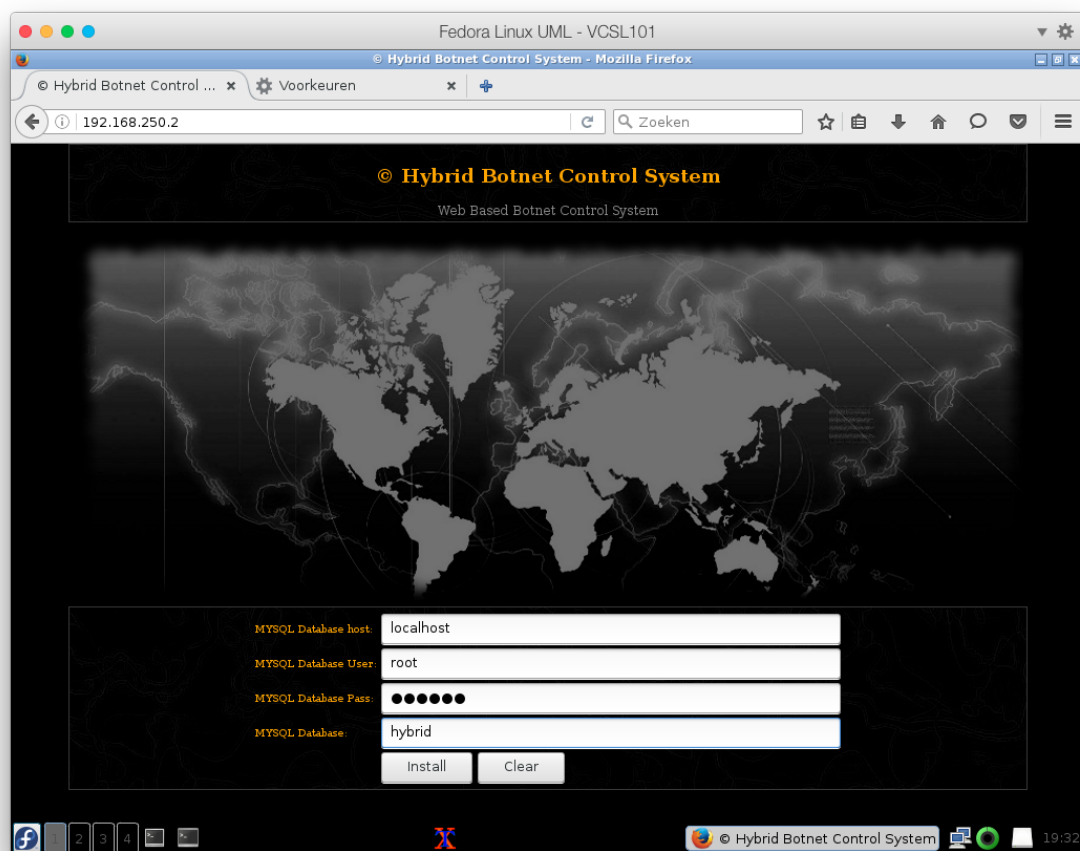 Fedora Linux UML - VCSL101
© Hybrid Botnet Control System - Mozilla Firefox
© Hybrid Botnet Control ...
Voorkeuren
192.168.250.2
Zoeken
© Hybrid Botnet Control System
Web Based Botnet Control System
MYSQL Database host: localhost
MYSQL Database User: root
MYSQL Database Pass: ●●●●●●
MYSQL Database: hybrid
Install Clear
1 2 3 4 X © Hybrid Botnet Control System 19:32